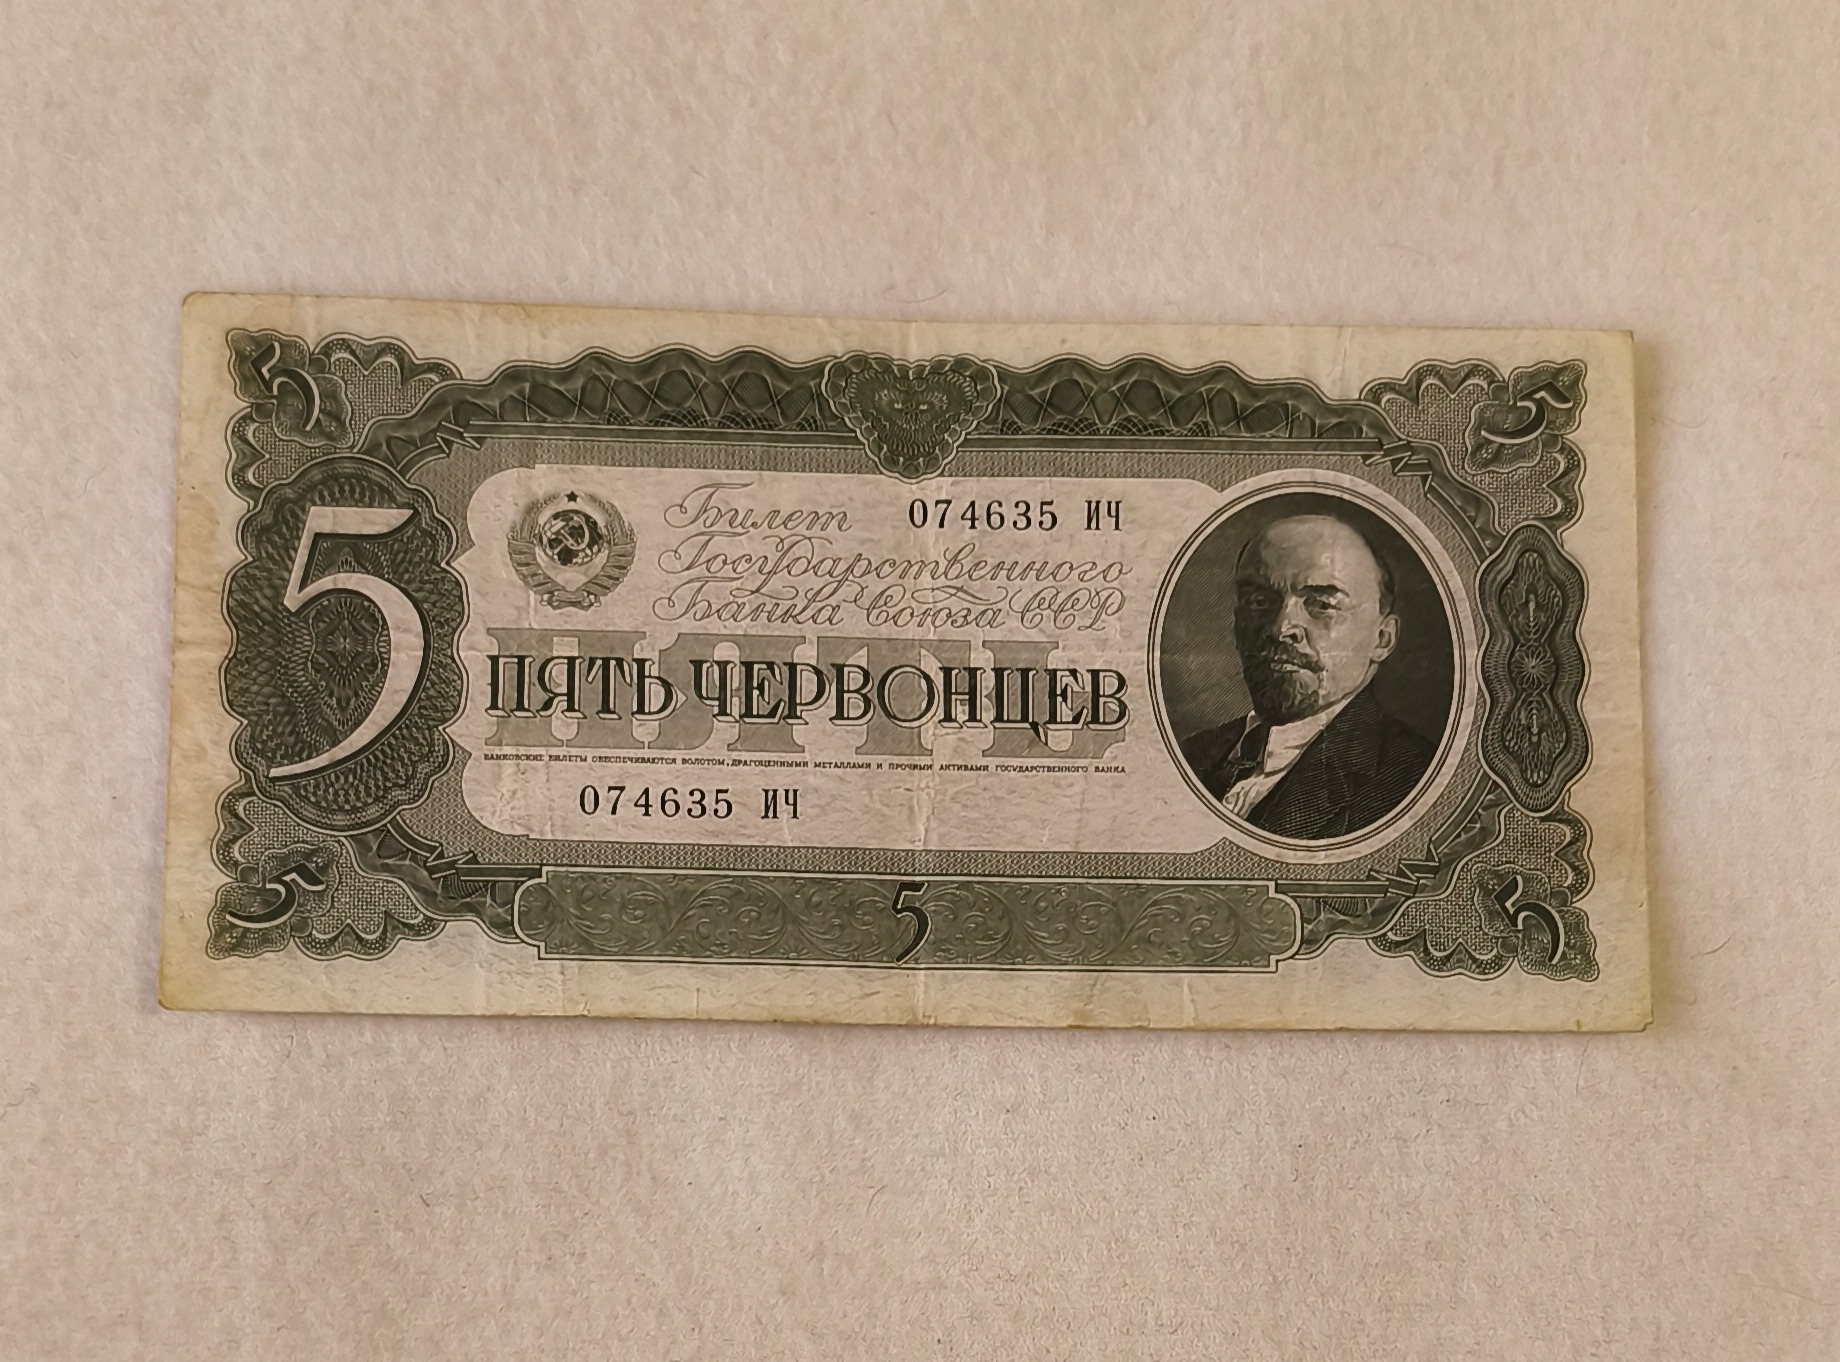 5
5
5
Билет 074635 ИЧ
Государственного
Банка Союза ССР
ПЯТЬ
ПЯТЬ ЧЕРВОНЦЕВ
БАНКОВСКИЕ БИЛЕТЫ ОБЕСПЕЧИВАЮТСЯ ЗОЛОТОМ, ДРАГОЦЕННЫМИ МЕТАЛЛАМИ И ПРОЧИМИ АКТИВАМИ ГОСУДАРСТВЕННОГО БАНКА
074635 ИЧ
5
5
5